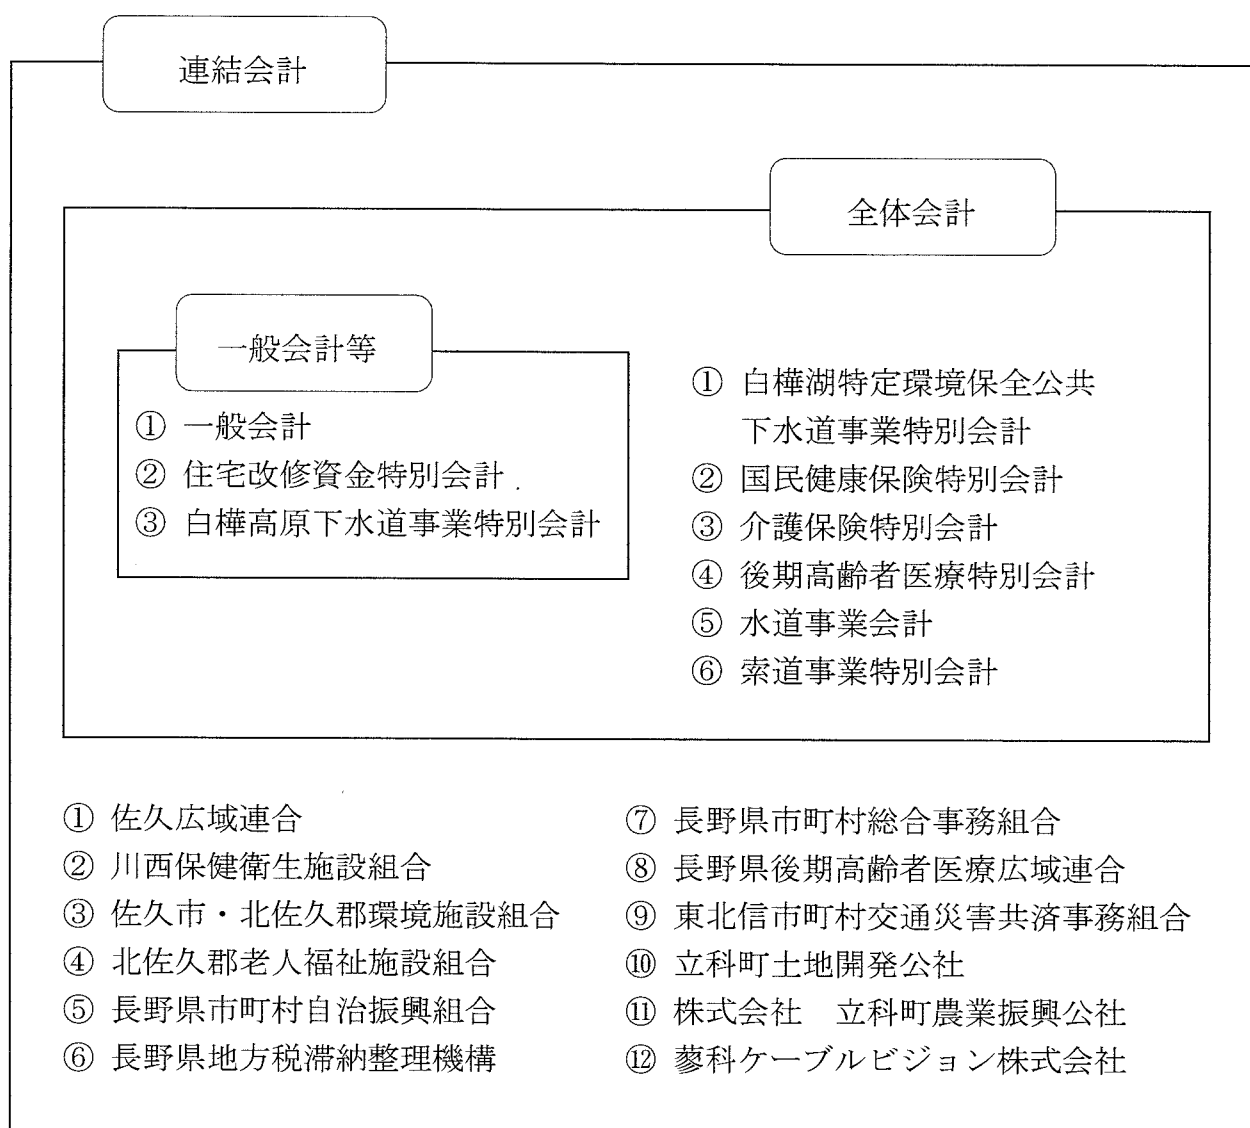 連結会計
全体会計
一般会計等
① 一般会計
② 住宅改修資金特別会計
③ 白樺高原下水道事業特別会計
① 白樺湖特定環境保全公共
下水道事業特別会計
② 国民健康保険特別会計
③ 介護保険特別会計
④ 後期高齢者医療特別会計
⑤ 水道事業会計
⑥ 索道事業特別会計
① 佐久広域連合
② 川西保健衛生施設組合
③ 佐久市・北佐久郡環境施設組合
④ 北佐久郡老人福祉施設組合
⑤ 長野県市町村自治振興組合
⑥ 長野県地方税滞納整理機構
⑦ 長野県市町村総合事務組合
⑧ 長野県後期高齢者医療広域連合
⑨ 東北信市町村交通災害共済事務組合
⑩ 立科町土地開発公社
⑪ 株式会社　立科町農業振興公社
⑫ 蓼科ケーブルビジョン株式会社